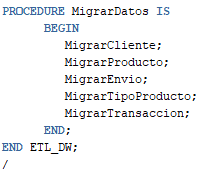 PROCEDURE MigrarDatos IS
BEGIN
MigrarCliente;
MigrarProducto;
MigrarEnvio;
MigrarTipoProducto;
MigrarTransaccion;
END;
END ETL_DW;
/